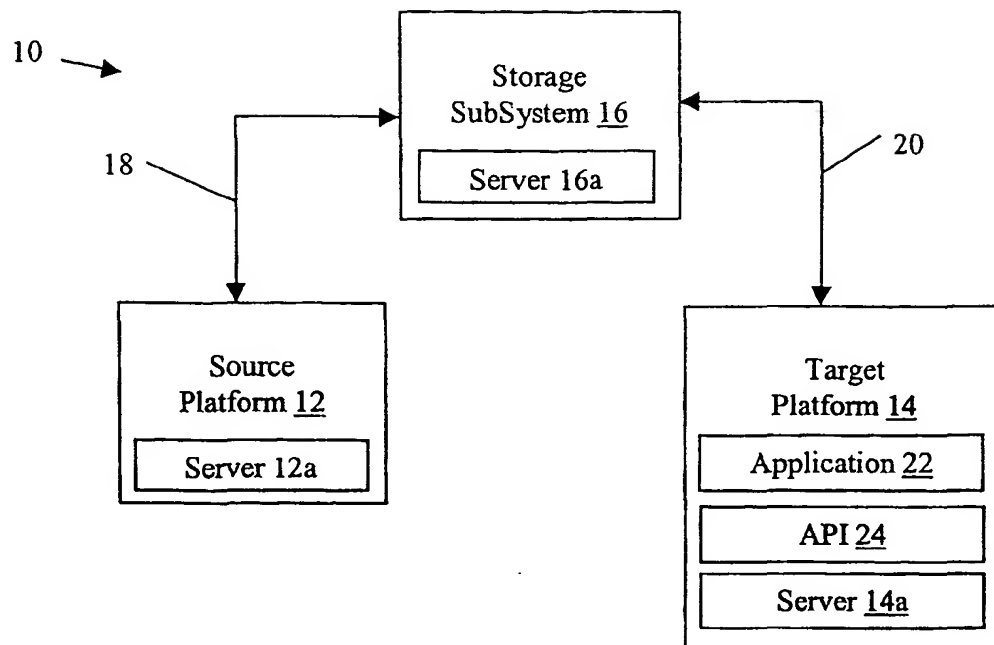 10
Storage
SubSystem 16
Server 16a
18
20
Source
Platform 12
Server 12a
Target
Platform 14
Application 22
API 24
Server 14a